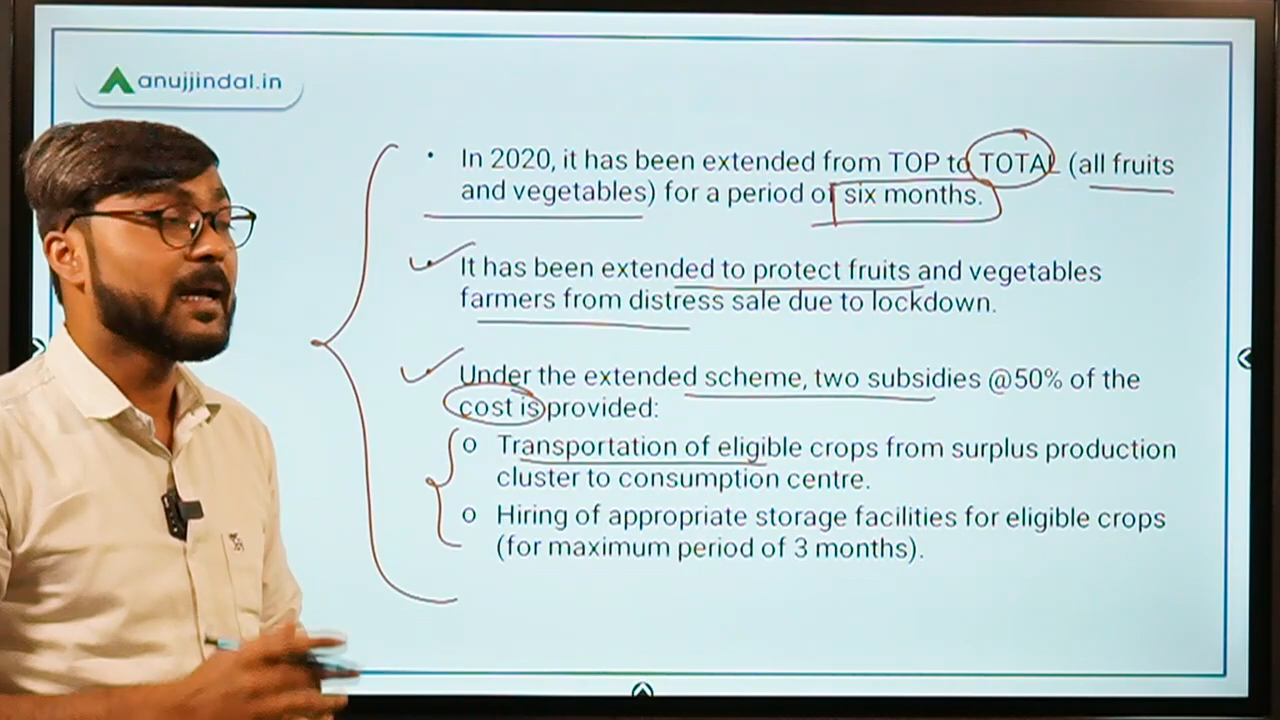 anujjindal.in
• In 2020, it has been extended from TOP to TOTAL (all fruits
and vegetables) for a period of six months.
It has been extended to protect fruits and vegetables
farmers from distress sale due to lockdown.
Under the extended scheme, two subsidies @50% of the
cost is provided:
o Transportation of eligible crops from surplus production
cluster to consumption centre.
o Hiring of appropriate storage facilities for eligible crops
(for maximum period of 3 months).